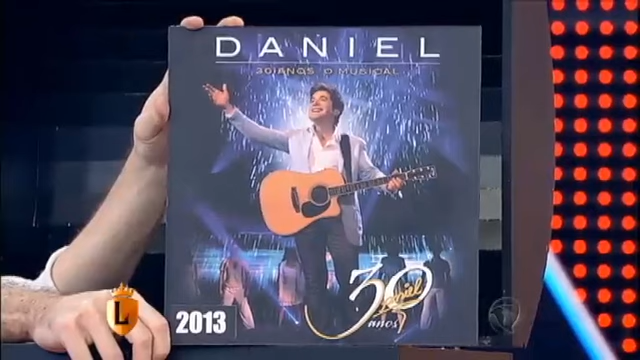 DANIEL
30 ANOS O MUSICAL
30
Daniel
anos
2013
L